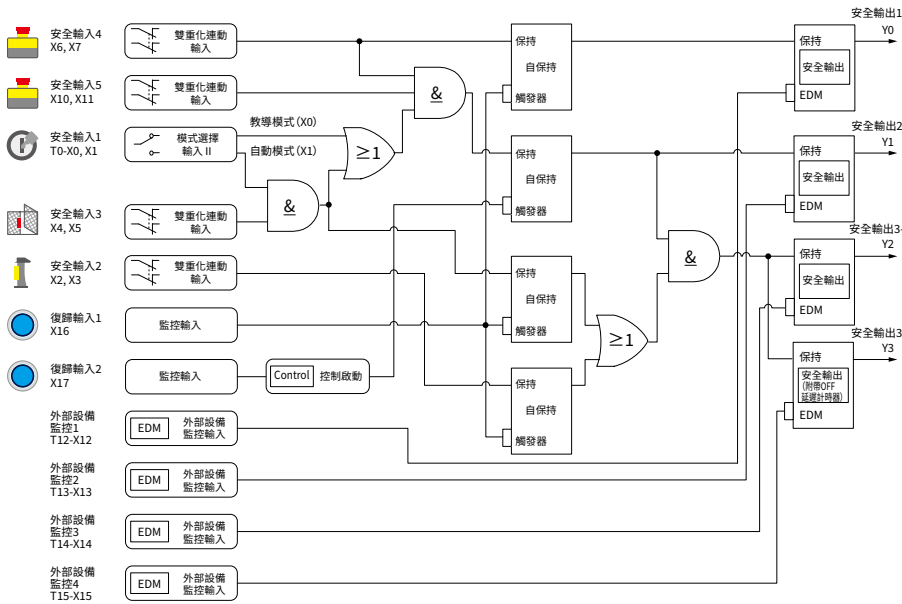 安全輸入4
X6, X7
雙重化連動
輸入
安全輸入5
X10, X11
雙重化連動
輸入
安全輸入1
T0-X0, X1
模式選擇
輸入 II
教導模式 (X0)
自動模式 (X1)
安全輸入3
X4, X5
雙重化連動
輸入
安全輸入2
X2, X3
雙重化連動
輸入
復歸輸入1
X16
監控輸入
復歸輸入2
X17
監控輸入
Control 控制啟動
外部設備
監控1
T12-X12
EDM
外部設備
監控輸入
外部設備
監控2
T13-X13
EDM
外部設備
監控輸入
外部設備
監控3
T14-X14
EDM
外部設備
監控輸入
外部設備
監控4
T15-X15
EDM
外部設備
監控輸入
&
≥1
&
保持
自保持
觸發器
保持
自保持
觸發器
保持
自保持
觸發器
保持
自保持
觸發器
≥1
&
安全輸出1
Y0
保持
安全輸出
EDM
安全輸出2
Y1
保持
安全輸出
EDM
安全輸出3-
Y2
保持
安全輸出
EDM
安全輸出3
Y3
保持
安全輸出
(附帶OFF
延遲計時器)
EDM